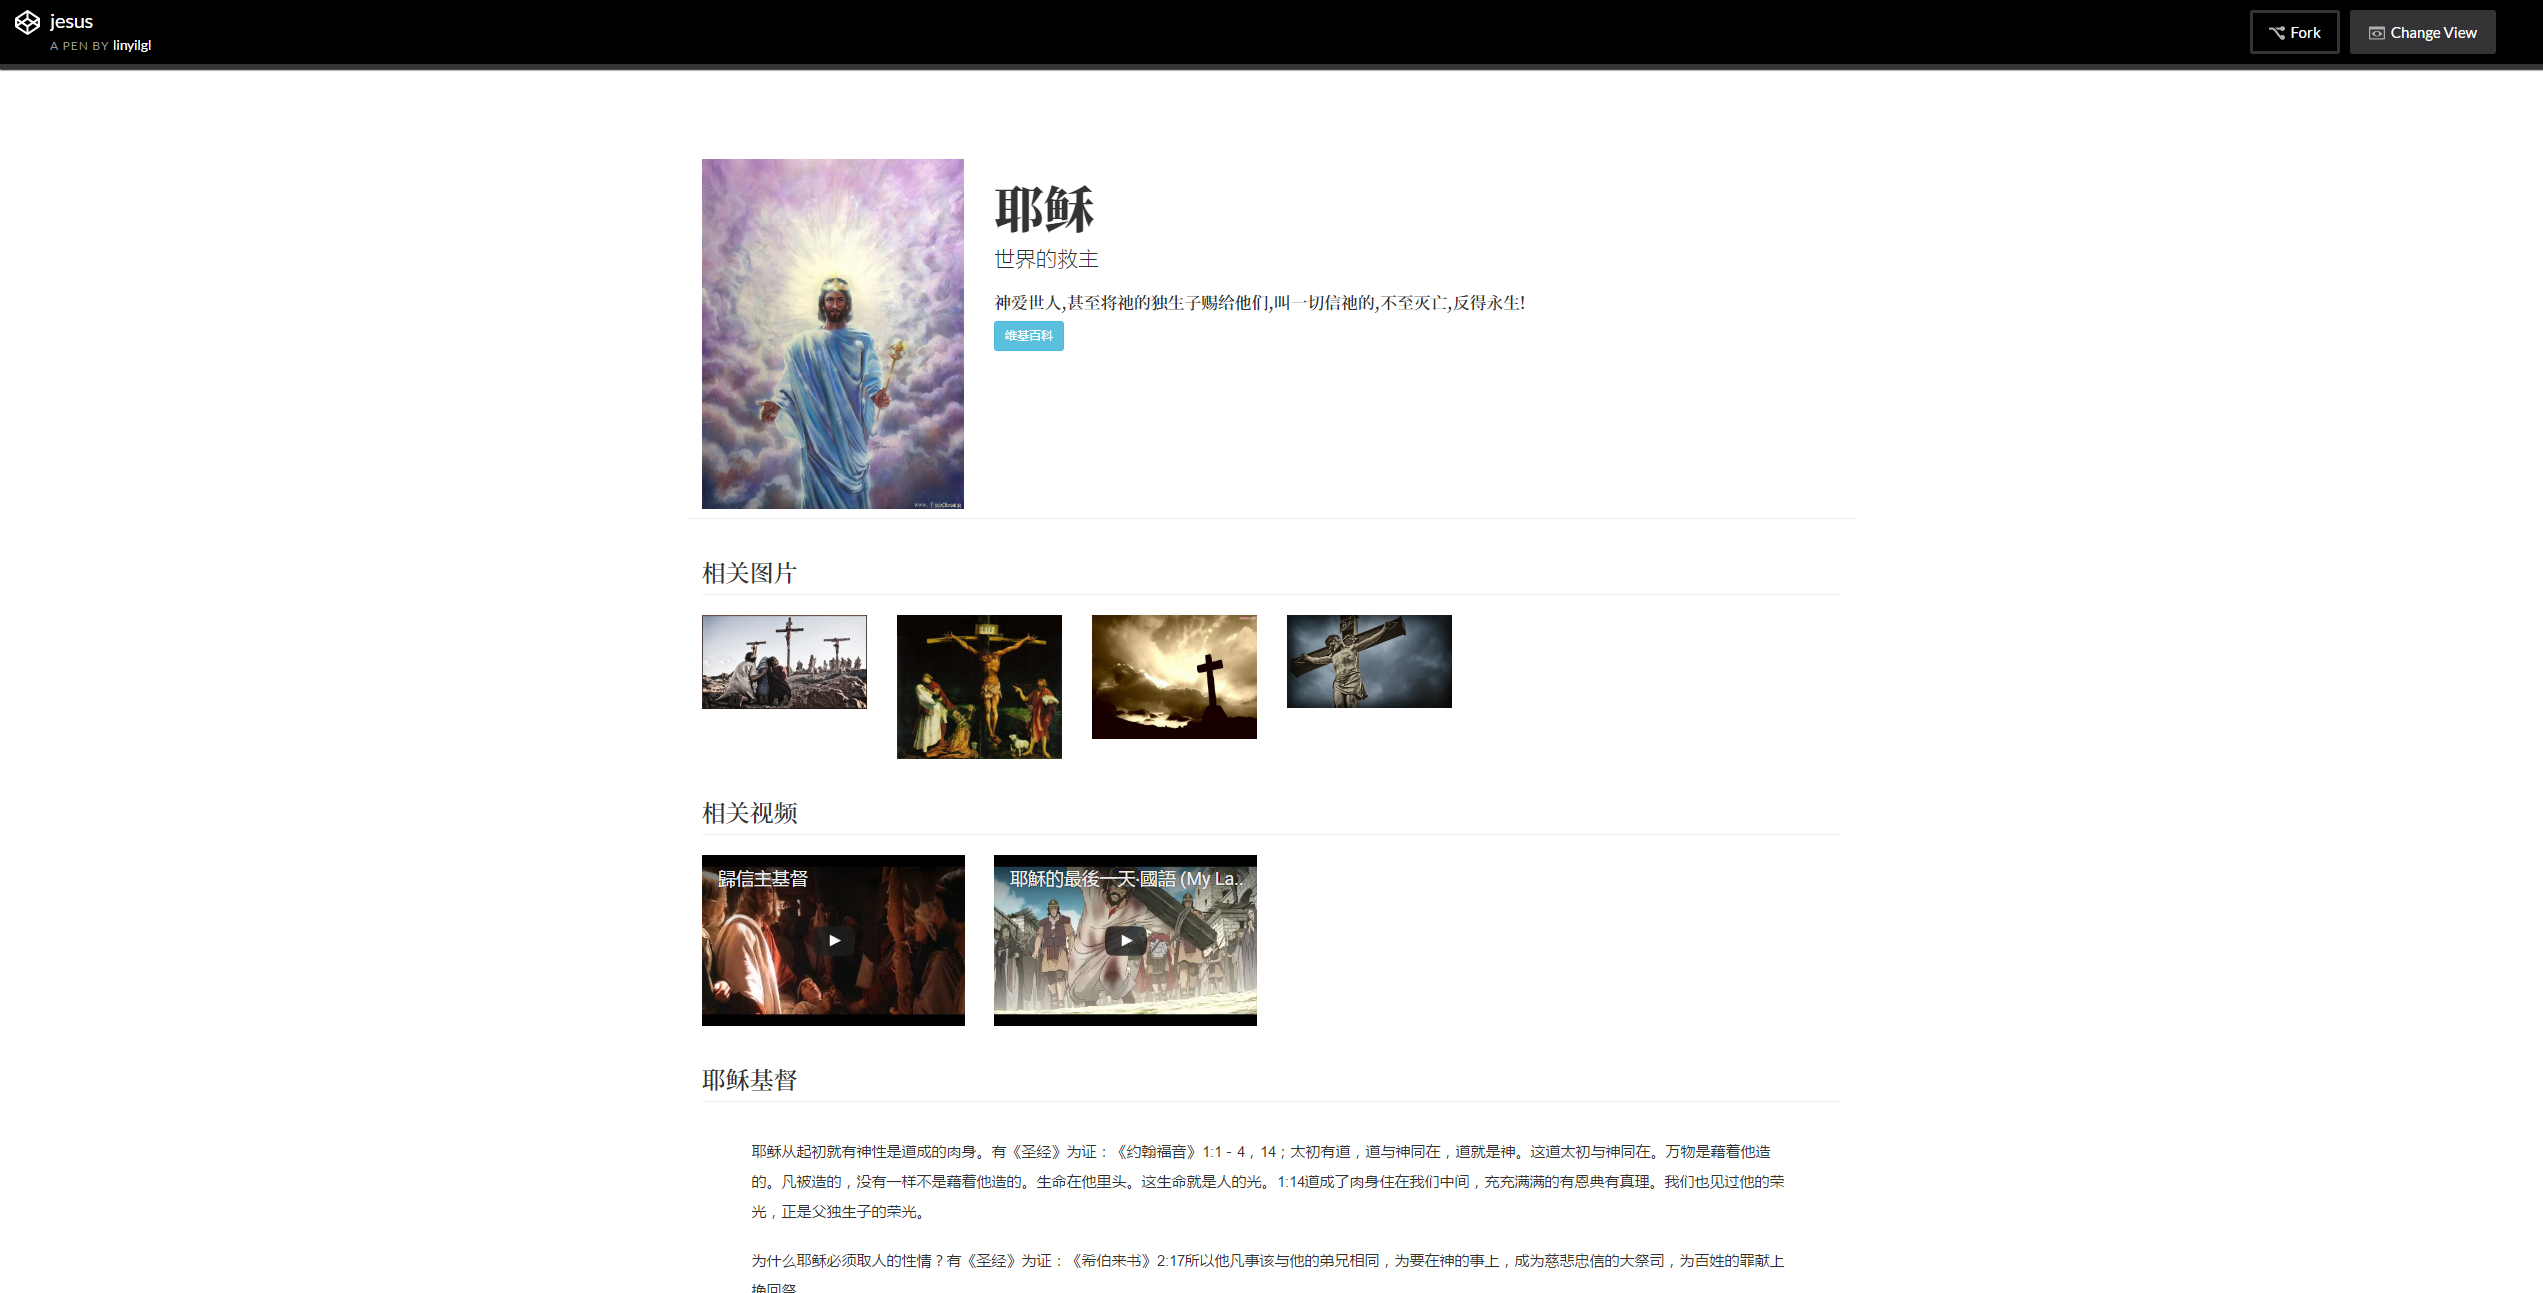 jesus
A PEN BY linyilgl
Fork
Change View
耶稣
世界的救主
神爱世人,甚至将祂的独生子赐给他们,叫一切信祂的,不至灭亡,反得永生!
维基百科
相关图片
相关视频
歸信主基督
耶穌的最後一天·國語 (My La...
耶稣基督
耶稣从起初就有神性是道成的肉身。有《圣经》为证：《约翰福音》1:1－4，14；太初有道，道与神同在，道就是神。这道太初与神同在。万物是藉着他造
的。凡被造的，没有一样不是藉着他造的。生命在他里头。这生命就是人的光。1:14道成了肉身住在我们中间，充充满满的有恩典有真理。我们也见过他的荣
光，正是父独生子的荣光。
为什么耶稣必须取人的性情？有《圣经》为证：《希伯来书》2:17所以他凡事该与他的弟兄相同，为要在神的事上，成为慈悲忠信的大祭司，为百姓的罪献上
挽回祭